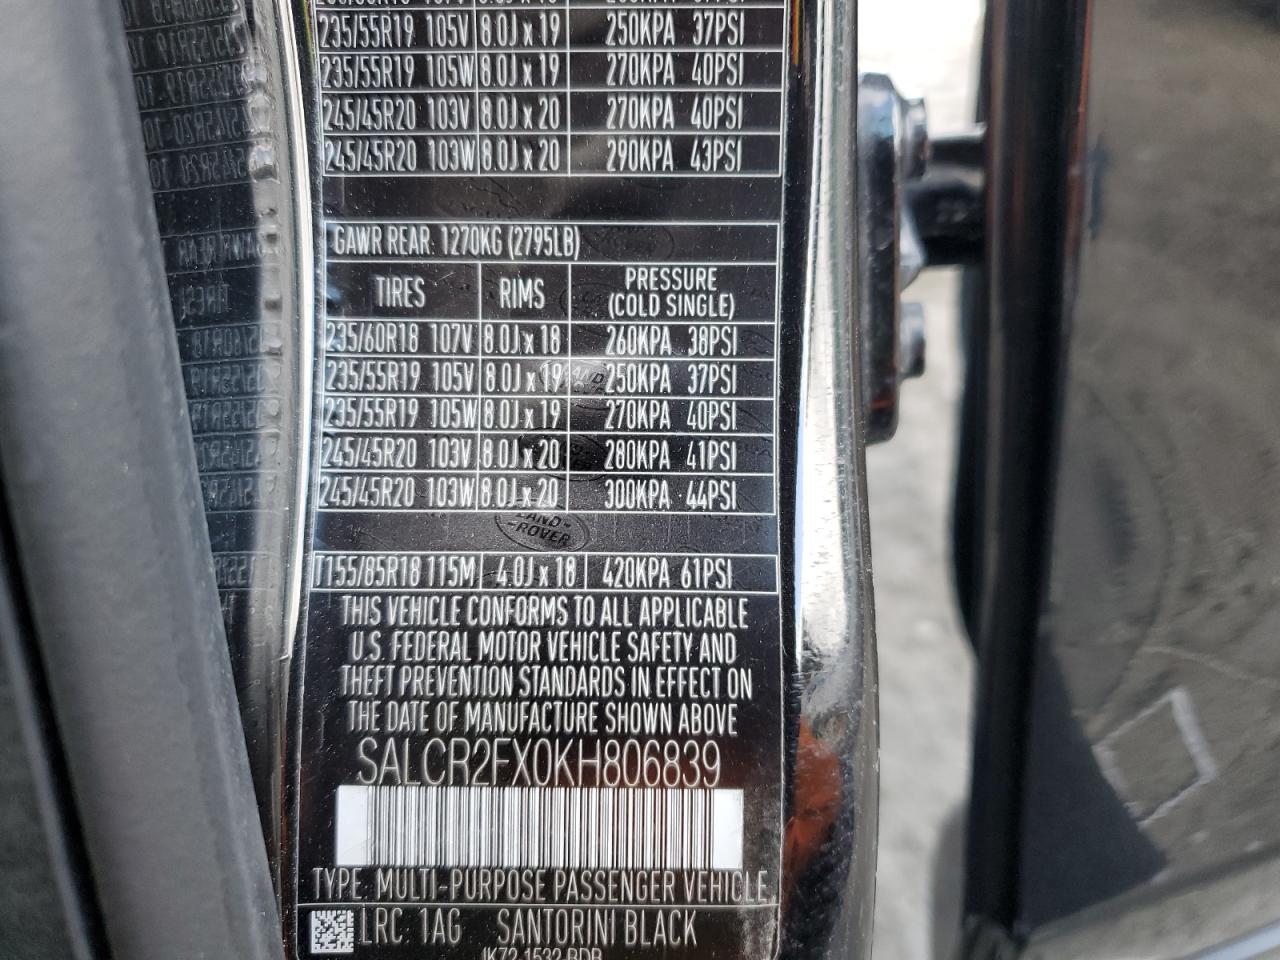 235/55R19 105V 8.0J x 19 250KPA 37PSI
235/55R19 105W 8.0J x 19 270KPA 40PSI
245/45R20 103V 8.0J x 20 270KPA 40PSI
245/45R20 103W 8.0J x 20 290KPA 43PSI
GAWR REAR: 1270KG (2795LB)
TIRES RIMS PRESSURE (COLD SINGLE)
235/60R18 107V 8.0J x 18 260KPA 38PSI
235/55R19 105V 8.0J x 19 250KPA 37PSI
235/55R19 105W 8.0J x 19 270KPA 40PSI
245/45R20 103V 8.0J x 20 280KPA 41PSI
245/45R20 103W 8.0J x 20 300KPA 44PSI
LAND-
-ROVER
T155/85R18 115M 4.0J x 18 420KPA 61PSI
THIS VEHICLE CONFORMS TO ALL APPLICABLE
U.S. FEDERAL MOTOR VEHICLE SAFETY AND
THEFT PREVENTION STANDARDS IN EFFECT ON
THE DATE OF MANUFACTURE SHOWN ABOVE
SALCR2FX0KH806839
TYPE: MULTI-PURPOSE PASSENGER VEHICLE
LRC: 1AG SANTORINI BLACK
JK72-1532-BDB